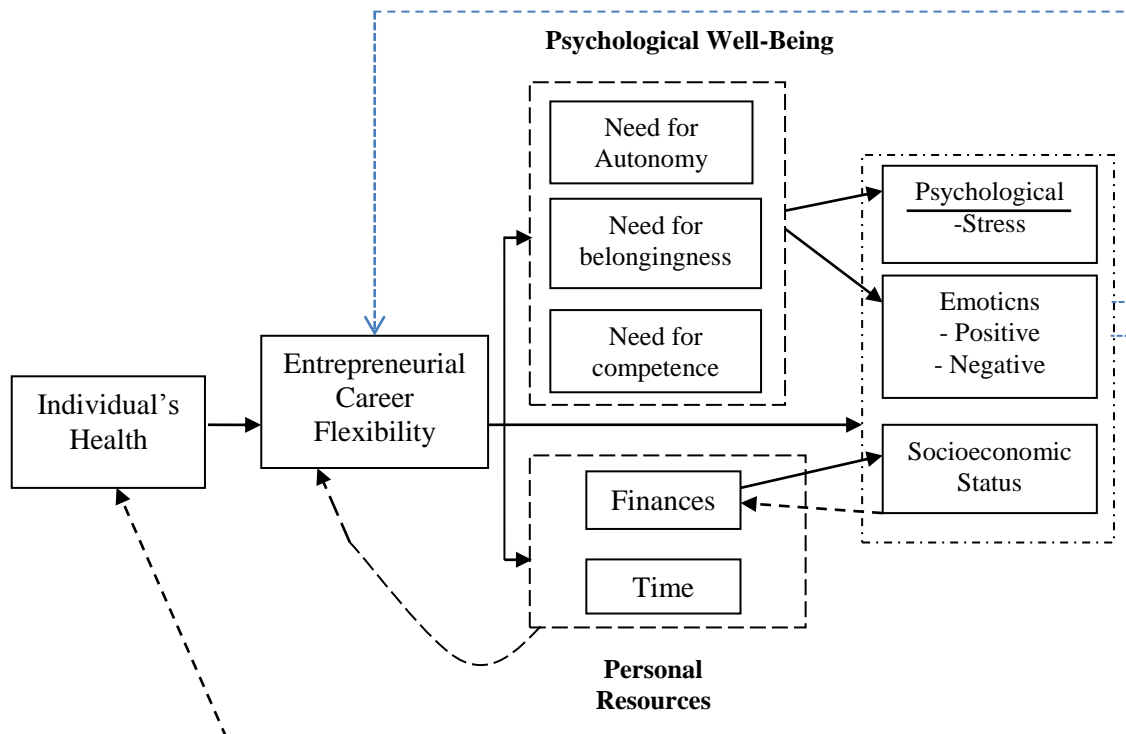 Psychological Well-Being
Need for
Autonomy
Need for
belongingness
Need for
competence
Psychological
-Stress
Emoticns
- Positive
- Negative
Socioeconomic
Status
Entrepreneurial
Career
Flexibility
Individual’s
Health
Finances
Time
Personal
Resources